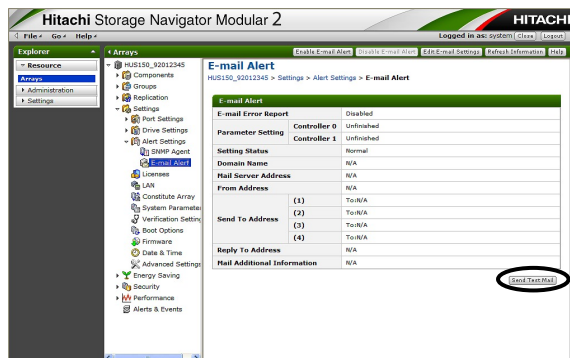 Hitachi Storage Navigator Modular 2
HITACHI
File Go Help
Logged in as: system Close Logout
Explorer
Resource
Arrays
Administration
Settings
Arrays
HUS150_92012345
Components
Groups
Replication
Settings
Port Settings
Drive Settings
Alert Settings
SNMP Agent
E-mail Alert
Licenses
LAN
Constitute Array
System Parameter
Verification Setting
Boot Options
Firmware
Date & Time
Advanced Settings
Energy Saving
Security
Performance
Alerts & Events
Enable E-mail Alert Disable E-mail Alert Edit E-mail Settings Refresh Information Help
E-mail Alert
HUS150_92012345 > Settings > Alert Settings > E-mail Alert
E-mail Alert
E-mail Error Report Disabled
Parameter Setting Controller 0 Unfinished
Controller 1 Unfinished
Setting Status Normal
Domain Name N/A
Mail Server Address N/A
From Address N/A
Send To Address (1) To:N/A
(2) To:N/A
(3) To:N/A
(4) To:N/A
Reply To Address N/A
Mail Additional Information N/A
Send Test Mail